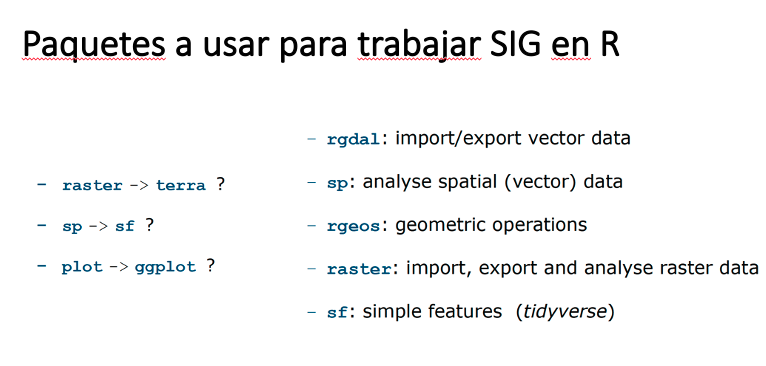 Paquetes a usar para trabajar SIG en R
– raster -> terra ?
– sp -> sf ?
– plot -> ggplot ?
– rgdal: import/export vector data
– sp: analyse spatial (vector) data
– rgeos: geometric operations
– raster: import, export and analyse raster data
– sf: simple features (tidyverse)